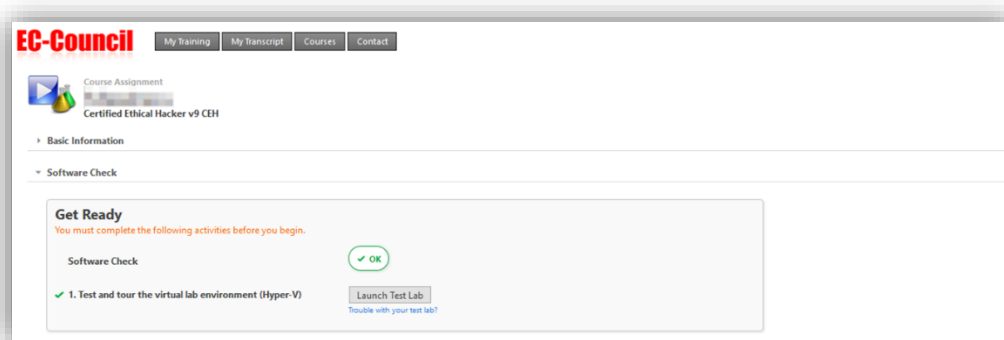 EC-Council
My Training My Transcript Courses Contact
Course Assignment
Certified Ethical Hacker v9 CEH
Basic Information
Software Check
Get Ready
You must complete the following activities before you begin.
Software Check ✓ OK
✓ 1. Test and tour the virtual lab environment (Hyper-V) Launch Test Lab
Trouble with your test lab?